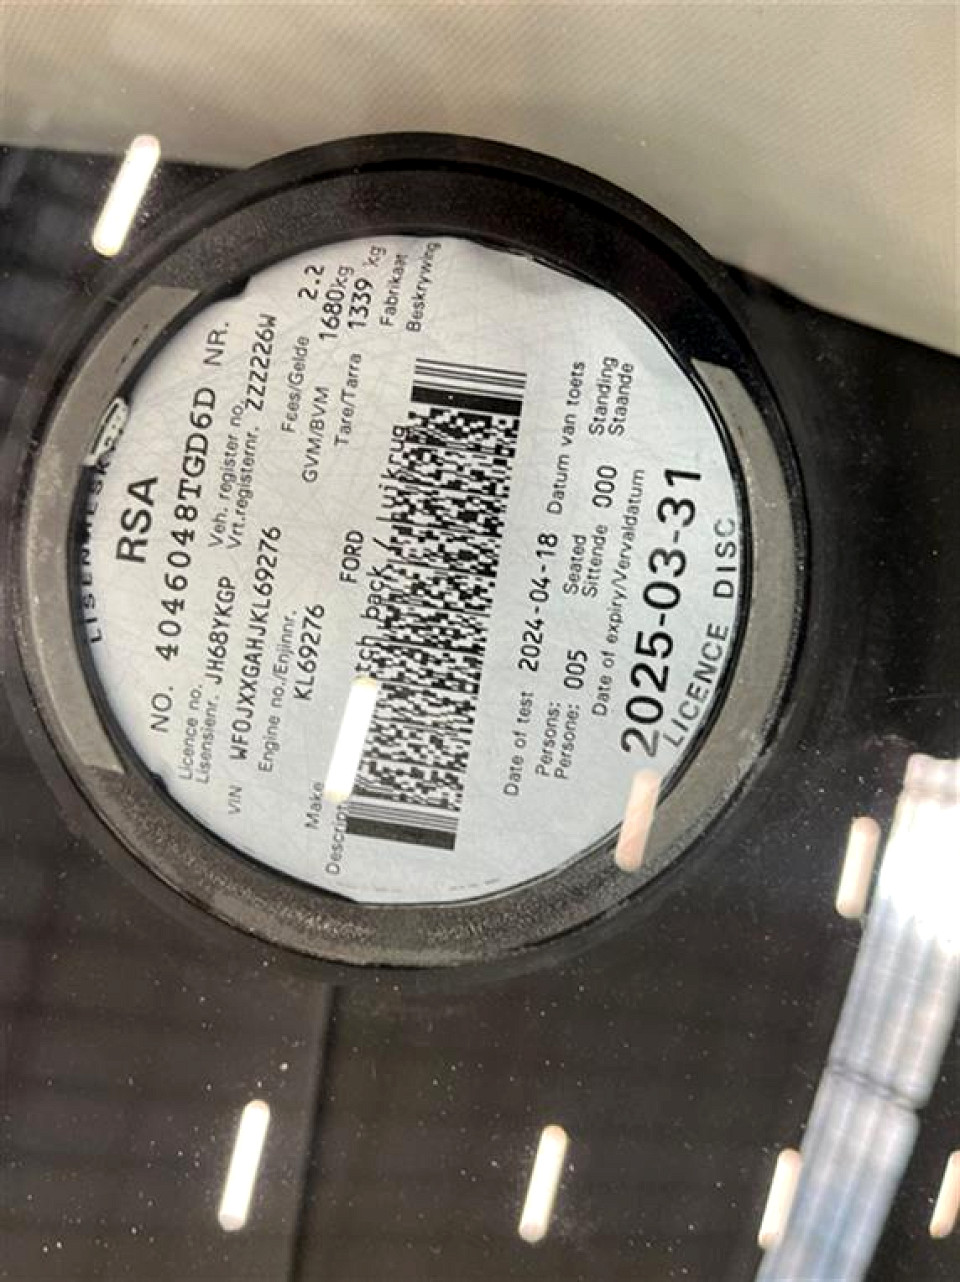 RSA
NO. 4046048TGD6D NR.
Licence no. Veh. register no.
Lisensienr. JH68YKGP Vrt.registernr. ZZZ226W
VIN WF0JXXGAHJKL69276
Engine no./Enjinnr. Fees/Gelde 2.2
KL69276 GVM/BVM 1680kg
Tare/Tarra 1339 kg
Make FORD Fabrikaat
/ Luikrug Beskrywing
Date of test 2024-04-18 Datum van toets
Persons: Seated Standing
Persone: 005 Sittende 000 Staande
Date of expiry/Vervaldatum
2025-03-31
LICENCE DISC